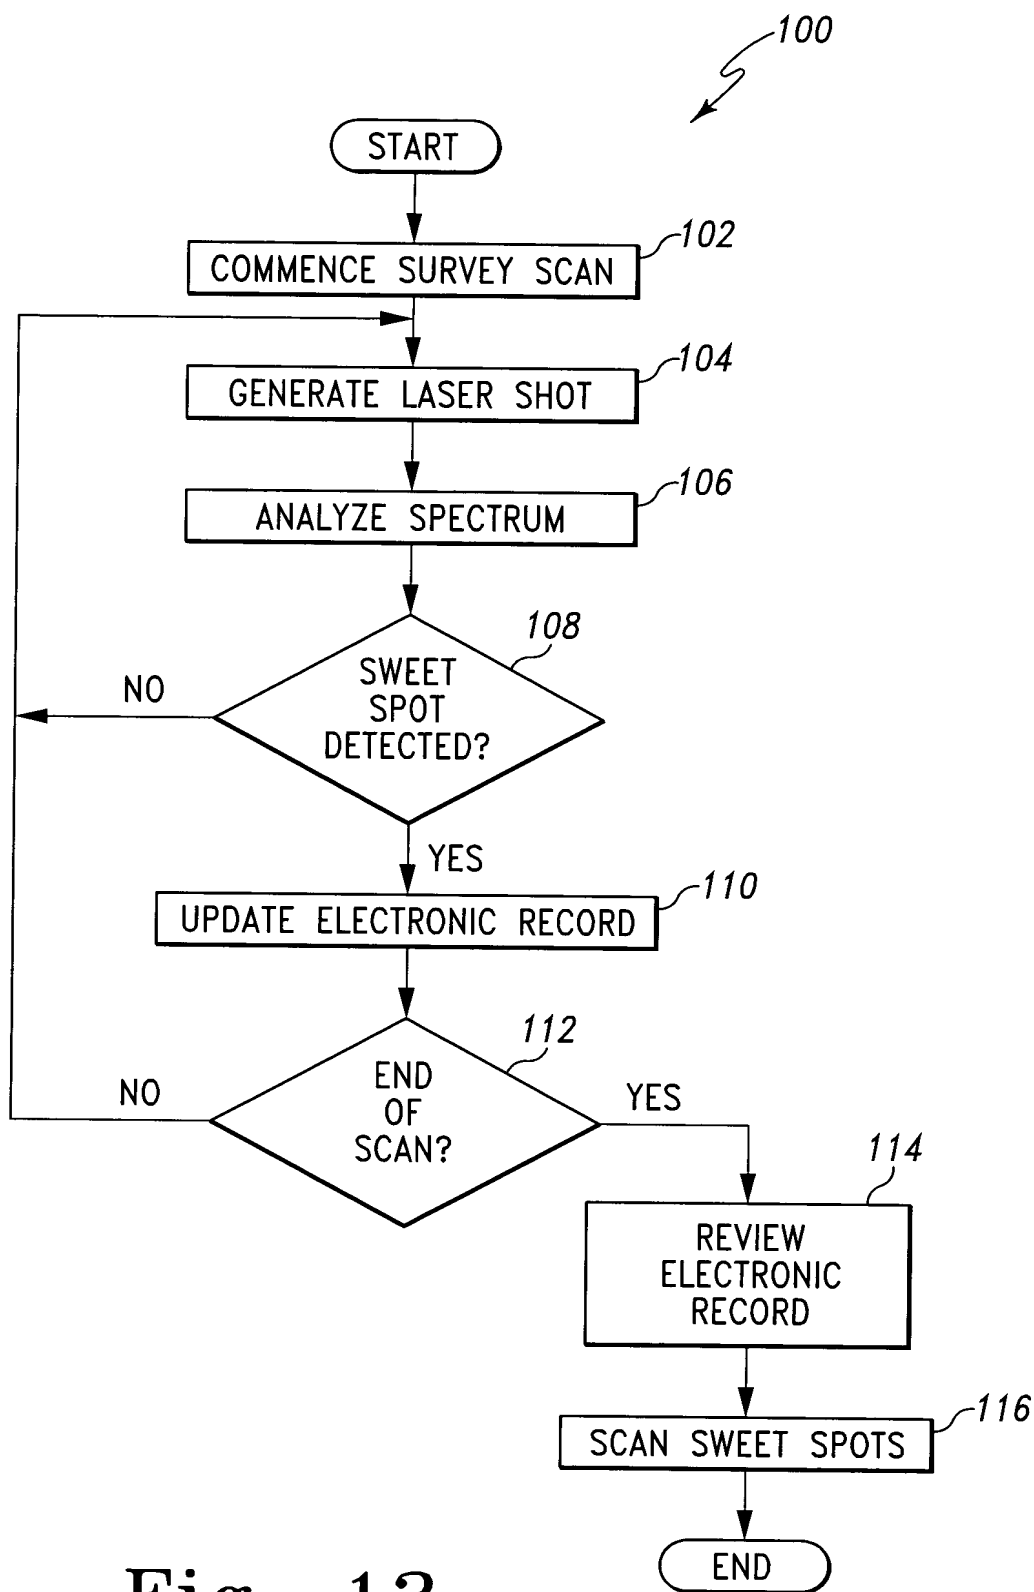 100
START
102
COMMENCE SURVEY SCAN
104
GENERATE LASER SHOT
106
ANALYZE SPECTRUM
108
SWEET
SPOT
DETECTED?
NO
YES
110
UPDATE ELECTRONIC RECORD
112
END
OF
SCAN?
NO
YES
114
REVIEW
ELECTRONIC
RECORD
116
SCAN SWEET SPOTS
END
Fig. 13